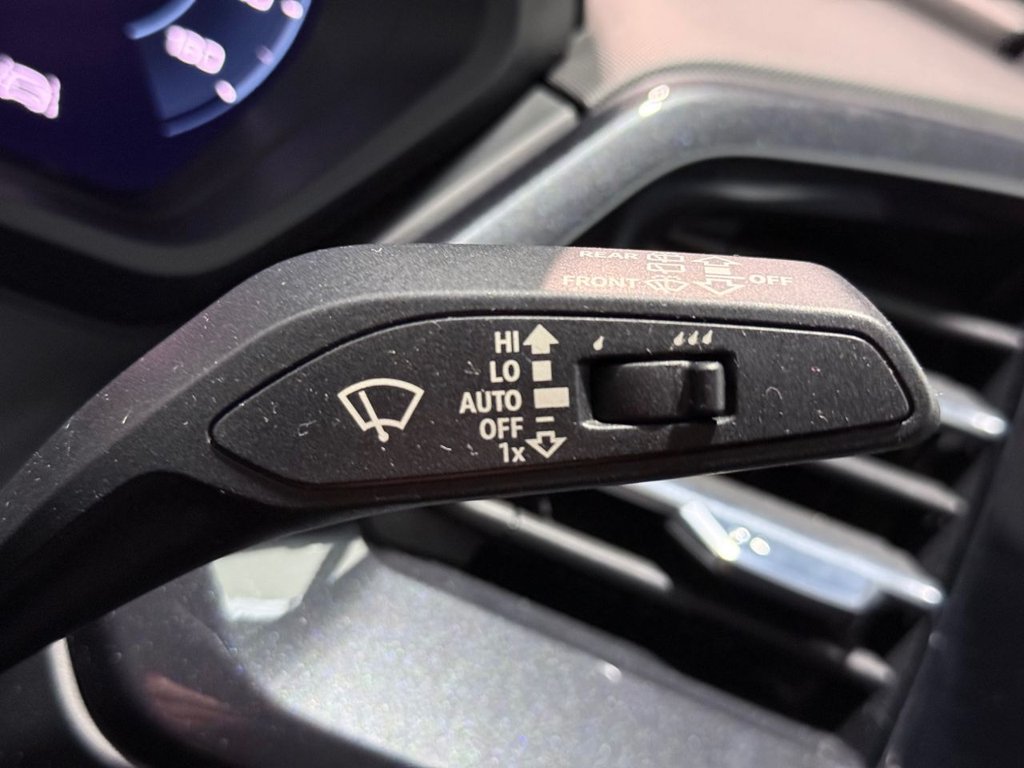 REAR
FRONT OFF
HI
LO
AUTO
OFF
1x